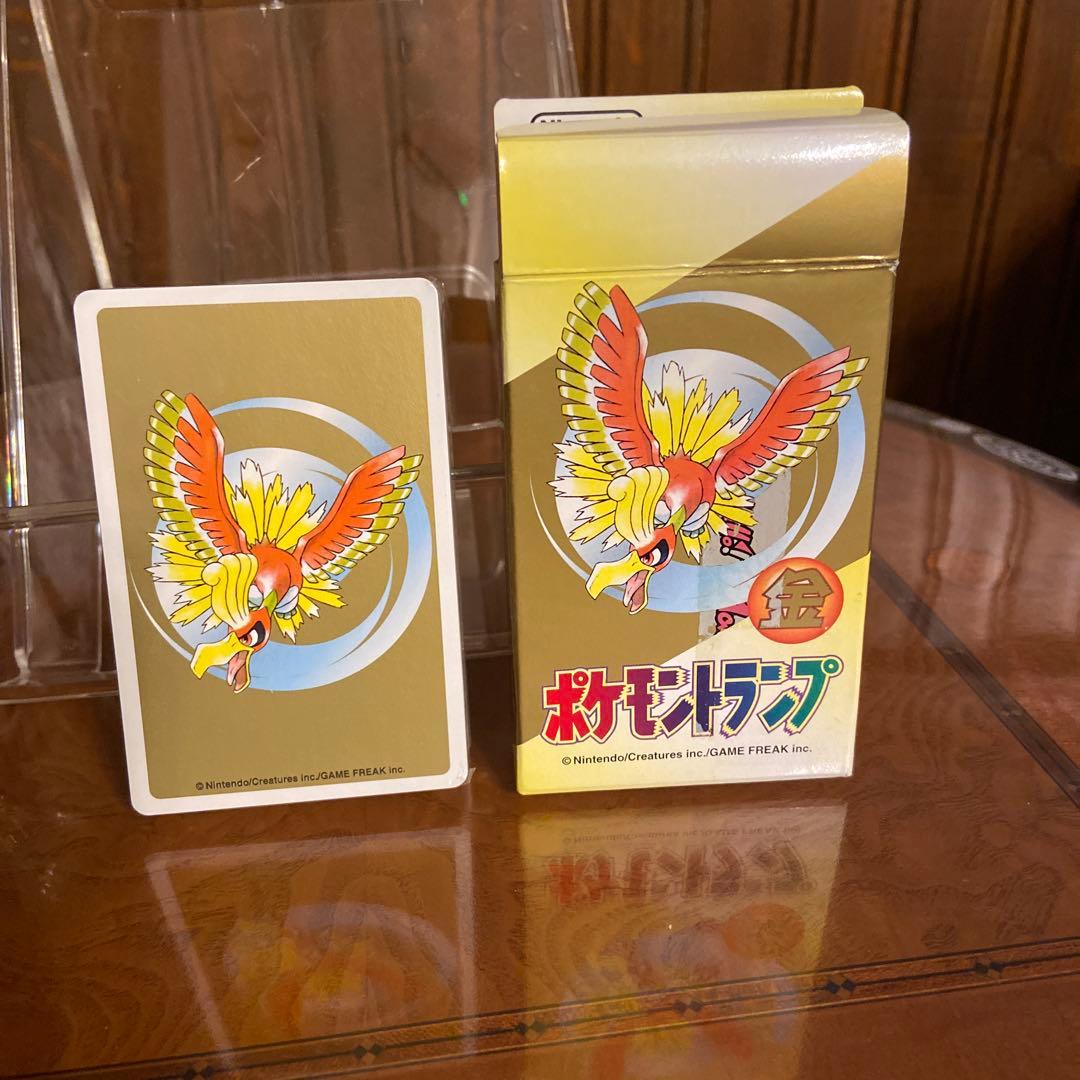 © Nintendo/Creatures inc./GAME FREAK inc.
金
ポケモントランプ
© Nintendo/Creatures inc./GAME FREAK inc.